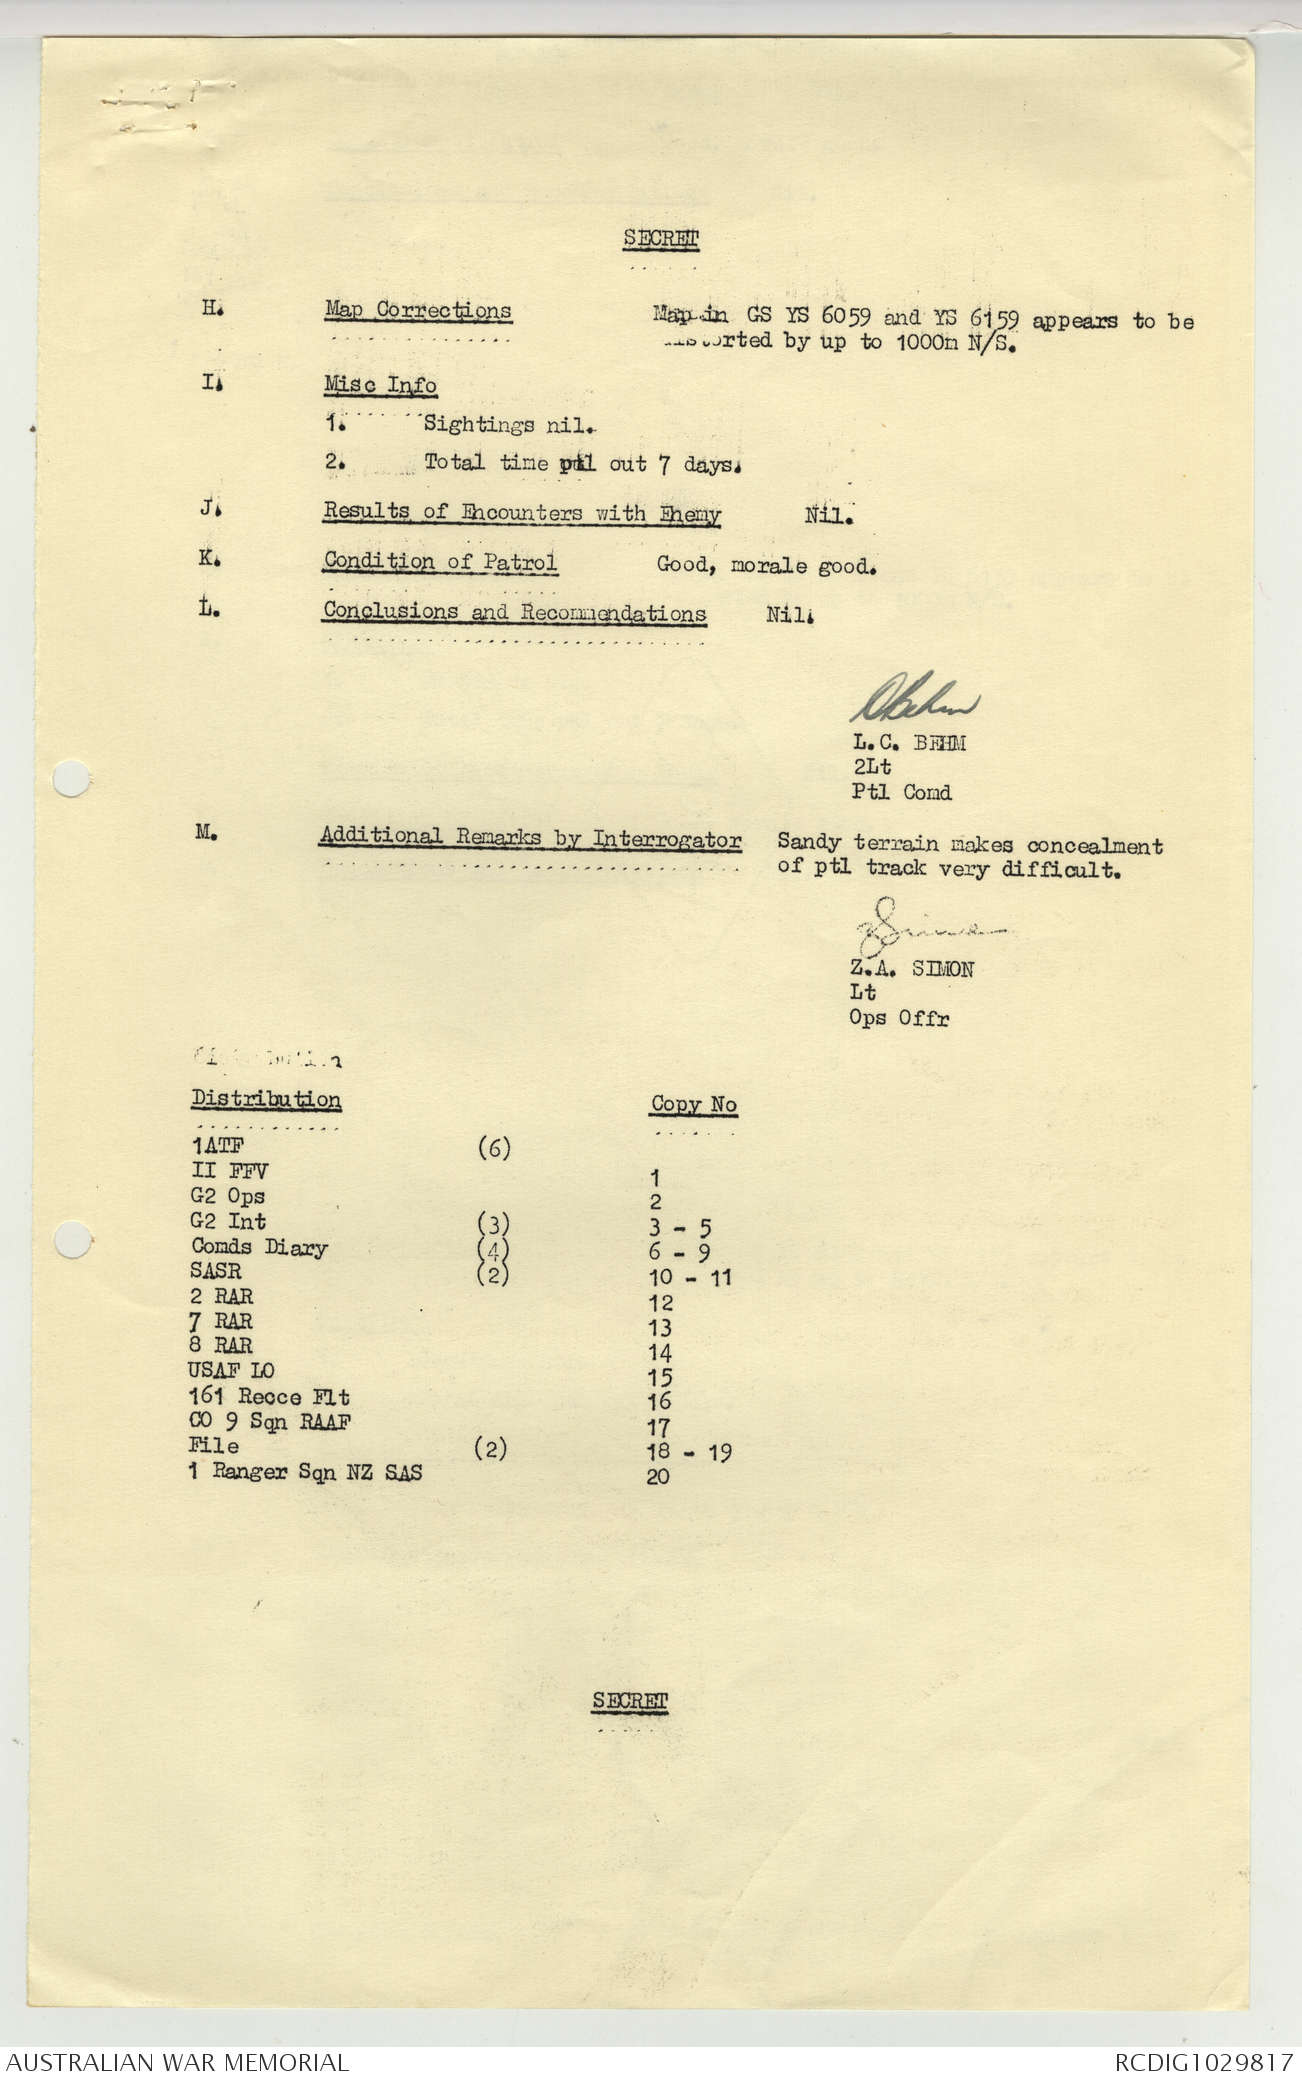 SECRET
H. Map Corrections Map in GS YS 6059 and YS 6159 appears to be
distorted by up to 1000m N/S.
I. Misc Info
1. Sightings nil.
2. Total time ptl out 7 days.
J. Results of Encounters with Enemy Nil.
K. Condition of Patrol Good, morale good.
L. Conclusions and Recommendations Nil.
L.C. BEHM
2Lt
Ptl Comd
M. Additional Remarks by Interrogator Sandy terrain makes concealment
of ptl track very difficult.
Z.A. SIMON
Lt
Ops Offr
Distribution Copy No
1ATF (6)
II FFV 1
G2 Ops 2
G2 Int (3) 3 - 5
Comds Diary (4) 6 - 9
SASR (2) 10 - 11
2 RAR 12
7 RAR 13
8 RAR 14
USAF LO 15
161 Recce Flt 16
CO 9 Sqn RAAF 17
File (2) 18 - 19
1 Ranger Sqn NZ SAS 20
SECRET
AUSTRALIAN WAR MEMORIAL RCDIG1029817